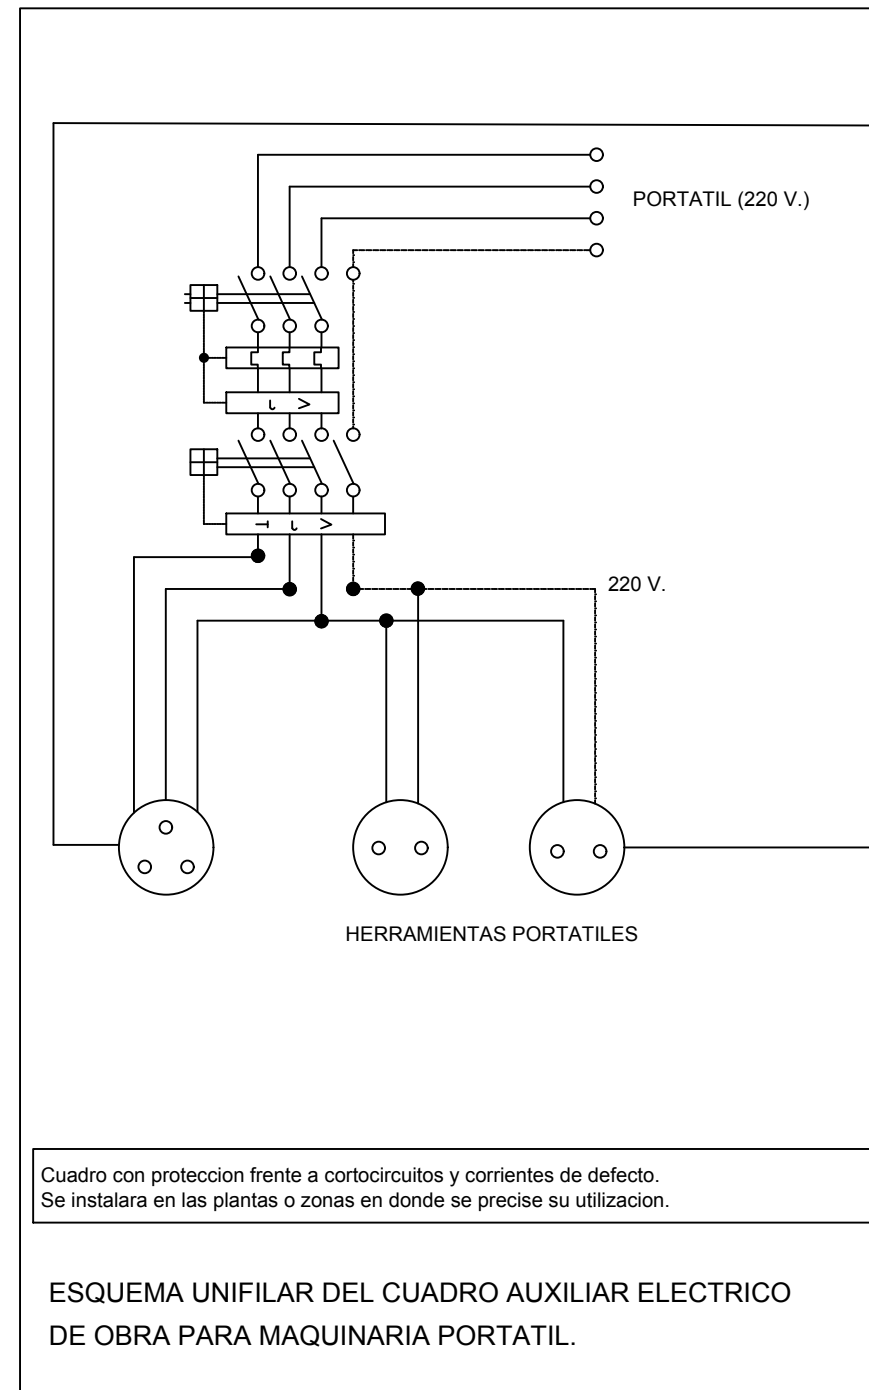 PORTATIL (220 V.)
220 V.
HERRAMIENTAS PORTATILES
Cuadro con proteccion frente a cortocircuitos y corrientes de defecto.
Se instalara en las plantas o zonas en donde se precise su utilizacion.
ESQUEMA UNIFILAR DEL CUADRO AUXILIAR ELECTRICO
DE OBRA PARA MAQUINARIA PORTATIL.